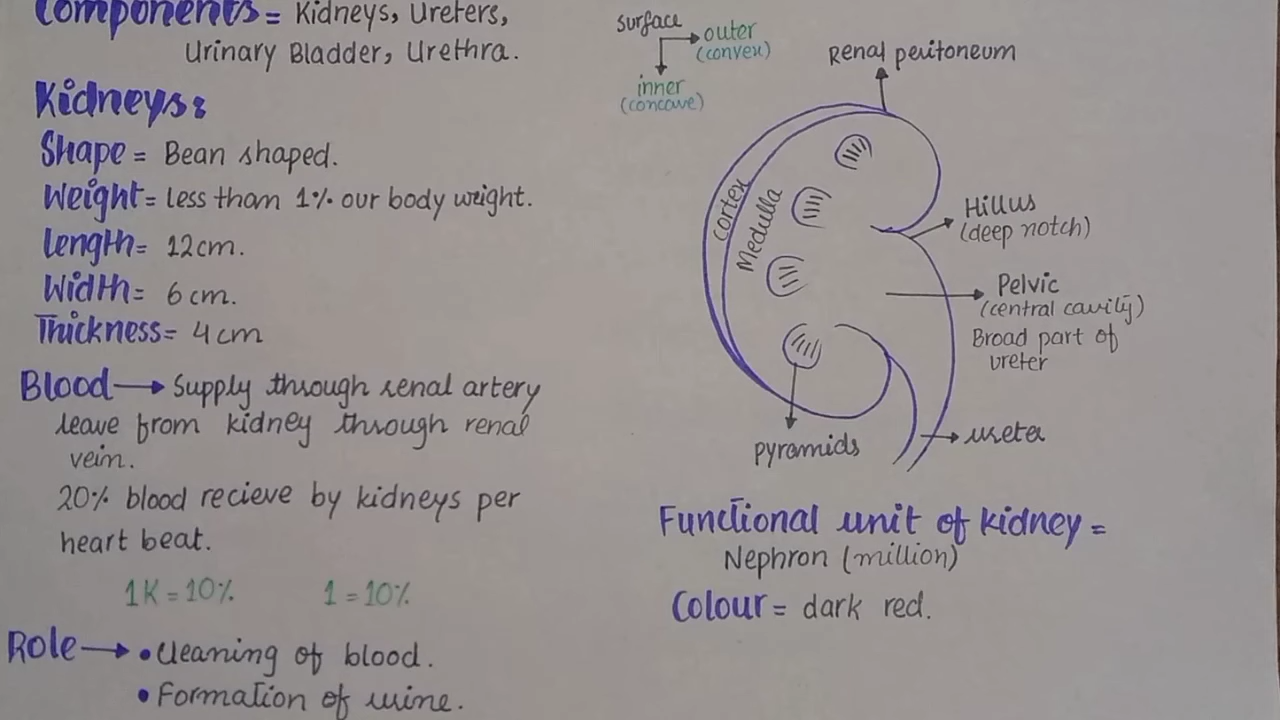 Components = Kidneys, Ureters,
Urinary Bladder, Urethra.
Kidneys:
Shape = Bean shaped.
Weight = less than 1% our body weight.
Length = 12cm.
Width = 6 cm.
Thickness = 4 cm
Blood → Supply through renal artery
leave from kidney through renal
vein.
20% blood recieve by kidneys per
heart beat.
1K = 10% 1 = 10%
Role → • Cleaning of blood.
• Formation of urine.
surface
→ outer
(convex)
inner
(concave)
Renal peritoneum
Cortex
Medulla
Hillus
(deep notch)
Pelvic
(central cavity)
Broad part of
ureter
ureter
pyramids
Functional unit of kidney =
Nephron (million)
Colour = dark red.